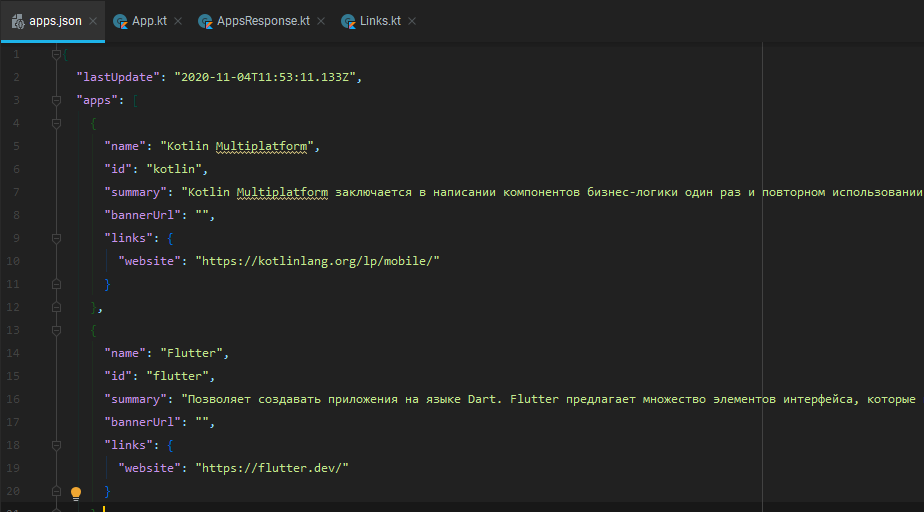 apps.json App.kt AppsResponse.kt Links.kt
1 {
2 "lastUpdate": "2020-11-04T11:53:11.133Z",
3 "apps": [
4 {
5 "name": "Kotlin Multiplatform",
6 "id": "kotlin",
7 "summary": "Kotlin Multiplatform заключается в написании компонентов бизнес-логики один раз и повторном использовании
8 "bannerUrl": "",
9 "links": {
10 "website": "https://kotlinlang.org/lp/mobile/"
11 }
12 },
13 {
14 "name": "Flutter",
15 "id": "flutter",
16 "summary": "Позволяет создавать приложения на языке Dart. Flutter предлагает множество элементов интерфейса, которые
17 "bannerUrl": "",
18 "links": {
19 "website": "https://flutter.dev/"
20 }
}